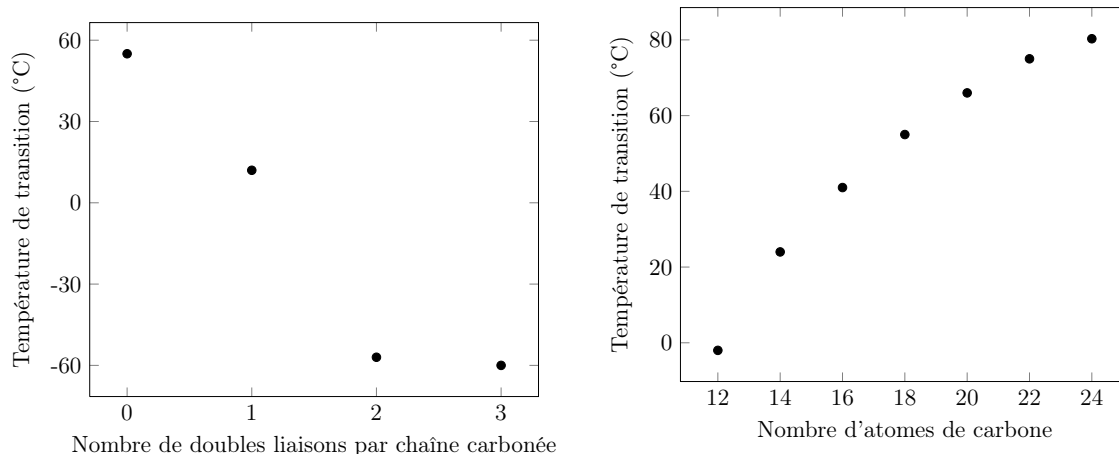 60
30
0
-30
-60
0 1 2 3
Température de transition (°C)
Nombre de doubles liaisons par chaîne carbonée
80
60
40
20
0
12 14 16 18 20 22 24
Température de transition (°C)
Nombre d'atomes de carbone